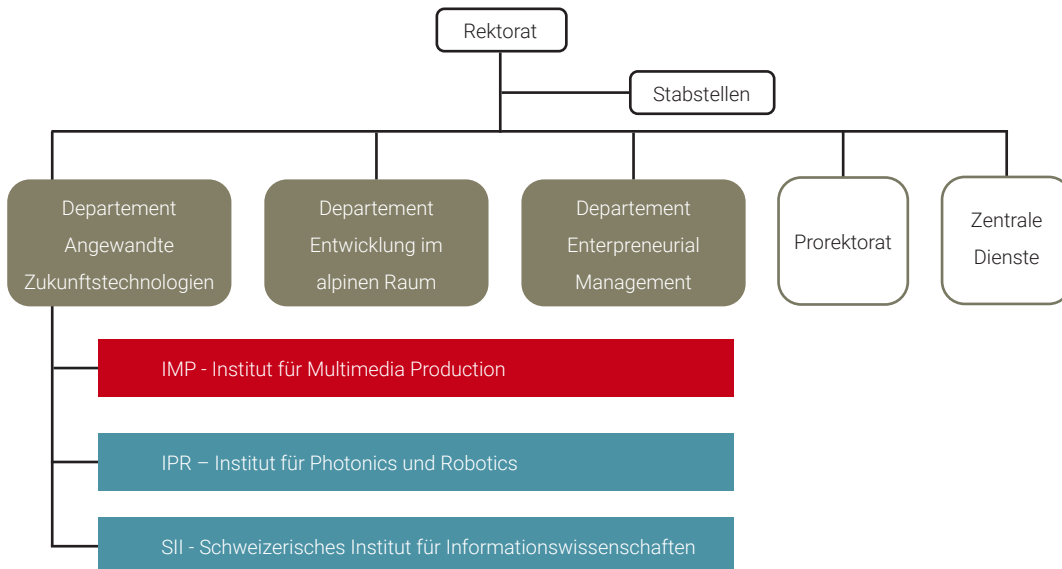 Rektorat
Stabstellen
Departement
Angewandte
Zukunftstechnologien
Departement
Entwicklung im
alpinen Raum
Departement
Enterpreneurial
Management
Prorektorat
Zentrale
Dienste
IMP - Institut für Multimedia Production
IPR – Institut für Photonics und Robotics
SII - Schweizerisches Institut für Informationswissenschaften